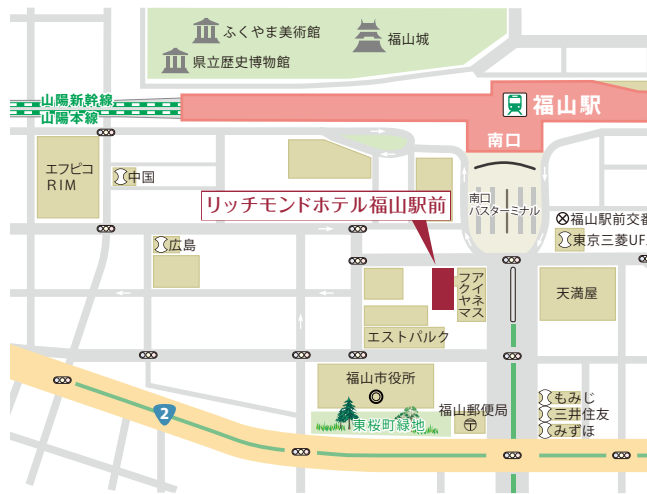 ふくやま美術館
福山城
県立歴史博物館
山陽新幹線
山陽本線
福山駅
南口
エフピコ
RIM
中国
南口
バスターミナル
リッチモンドホテル福山駅前
福山駅前交番
東京三菱UFJ
広島
アイネス
フクヤマ
天満屋
エストパルク
福山市役所
もみじ
三井住友
みずほ
福山郵便局
東桜町緑地
2